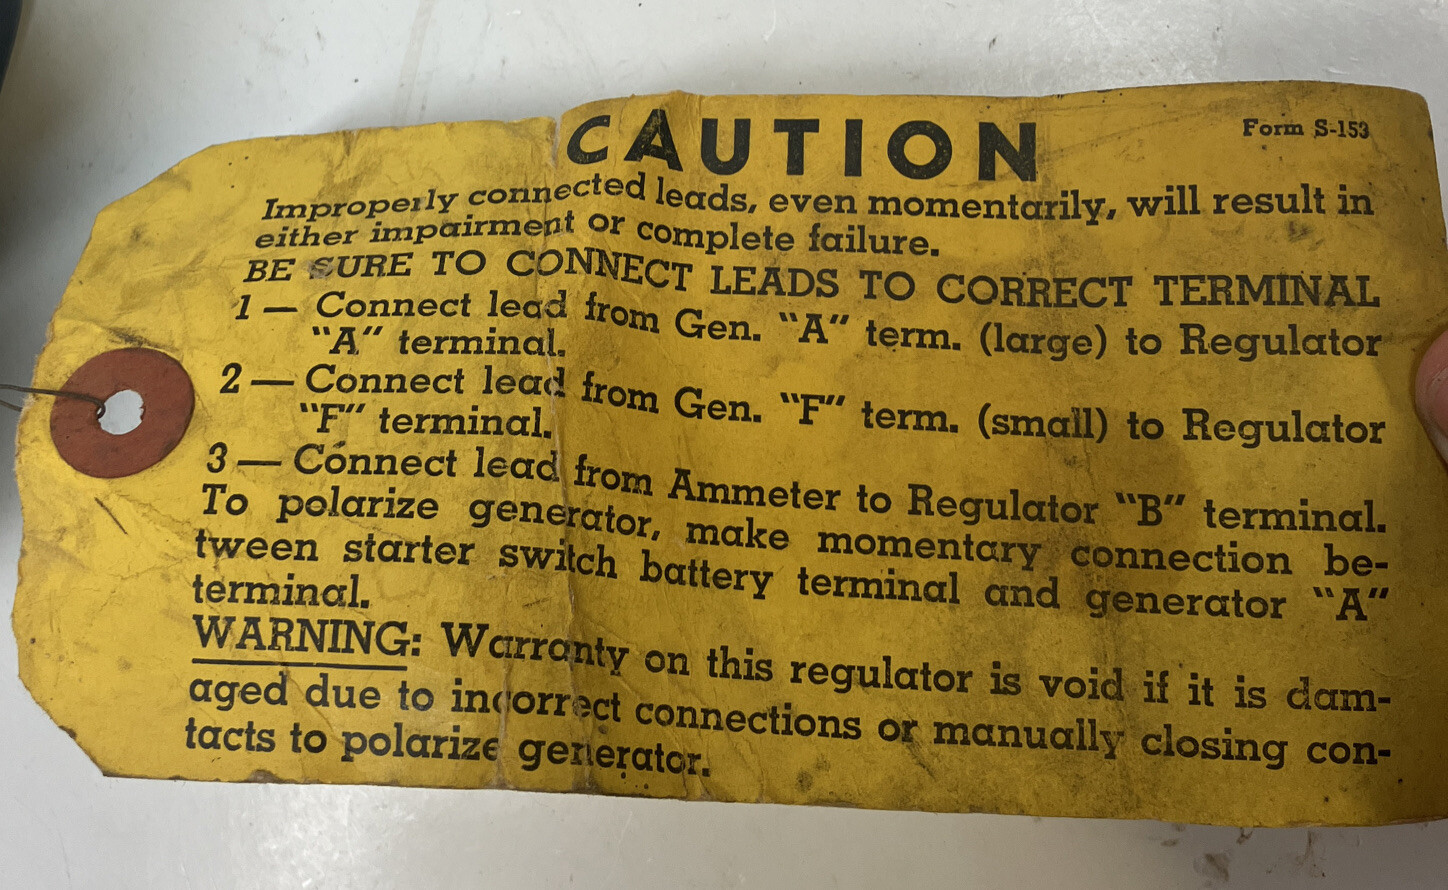 CAUTION
Form S-153
Improperly connected leads, even momentarily, will result in
either impairment or complete failure.
BE SURE TO CONNECT LEADS TO CORRECT TERMINAL
1 — Connect lead from Gen. "A" term. (large) to Regulator
"A" terminal.
2 — Connect lead from Gen. "F" term. (small) to Regulator
"F" terminal.
3 — Connect lead from Ammeter to Regulator "B" terminal.
To polarize generator, make momentary connection be-
tween starter switch battery terminal and generator "A"
terminal.
WARNING: Warranty on this regulator is void if it is dam-
aged due to incorrect connections or manually closing con-
tacts to polarize generator.